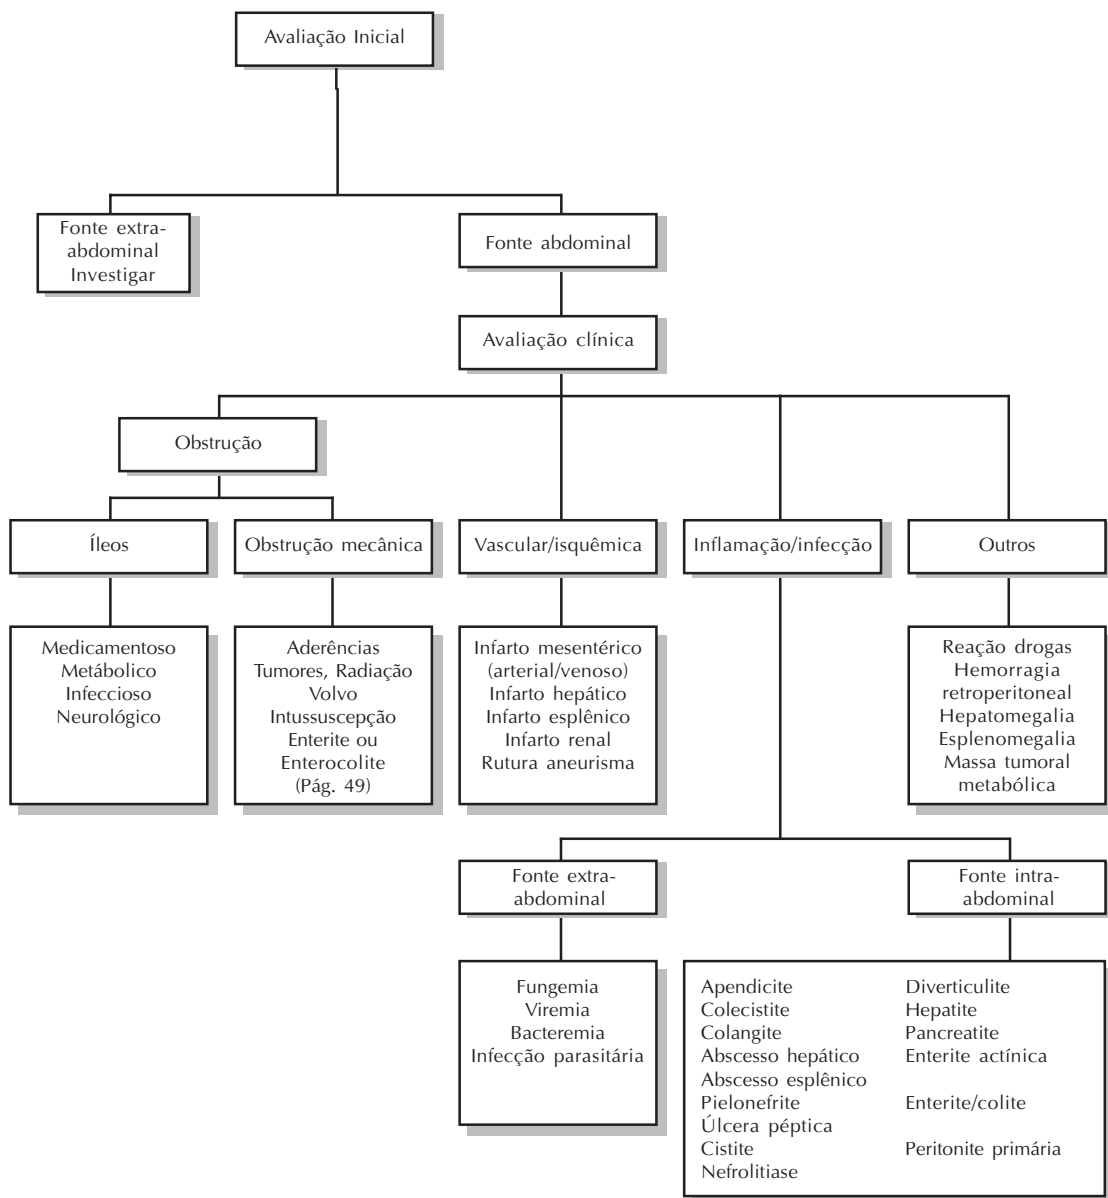 Avaliação Inicial
Fonte extra-
abdominal
Investigar
Fonte abdominal
Avaliação clínica
Obstrução
Íleos
Obstrução mecânica
Vascular/isquêmica
Inflamação/infecção
Outros
Medicamentoso
Metábolico
Infeccioso
Neurológico
Aderências
Tumores, Radiação
Volvo
Intussuscepção
Enterite ou
Enterocolite
(Pág. 49)
Infarto mesentérico
(arterial/venoso)
Infarto hepático
Infarto esplênico
Infarto renal
Rutura aneurisma
Reação drogas
Hemorragia
retroperitoneal
Hepatomegalia
Esplenomegalia
Massa tumoral
metabólica
Fonte extra-
abdominal
Fonte intra-
abdominal
Fungemia
Viremia
Bacteremia
Infecção parasitária
Apendicite
Colecistite
Colangite
Abscesso hepático
Abscesso esplênico
Pielonefrite
Úlcera péptica
Cistite
Nefrolitiase
Diverticulite
Hepatite
Pancreatite
Enterite actínica
Enterite/colite
Peritonite primária